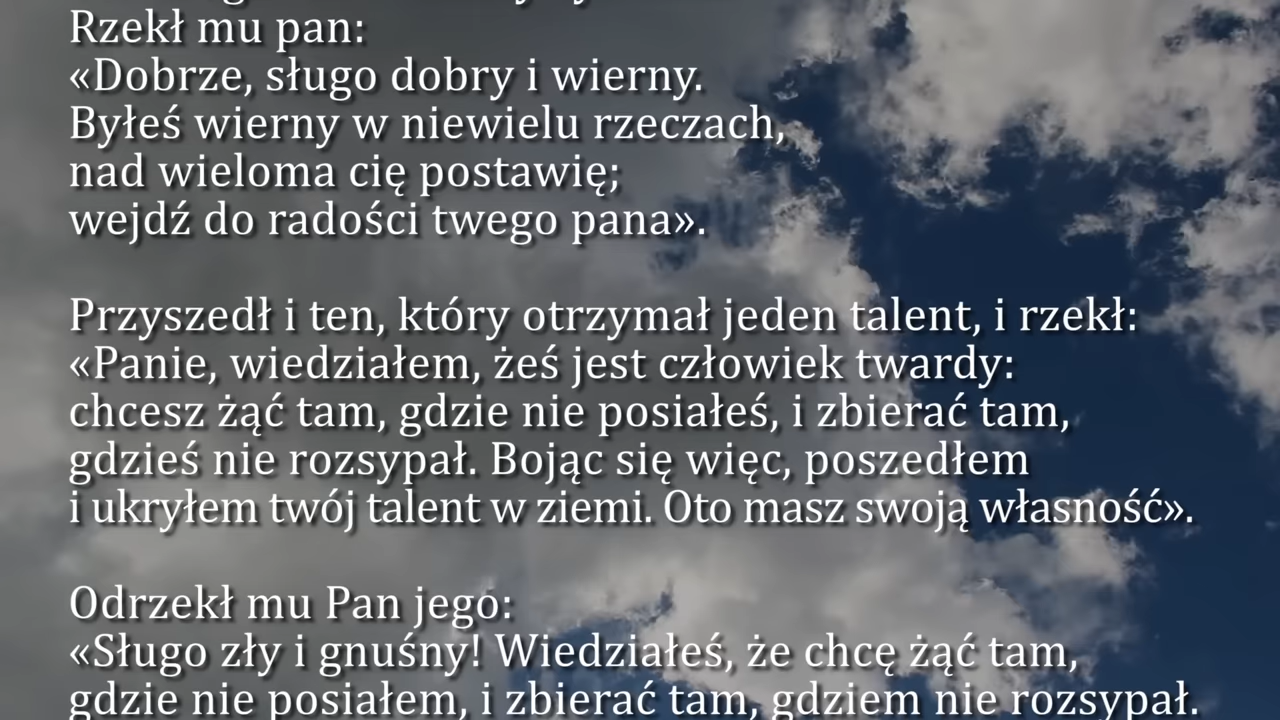 Rzekł mu pan:
«Dobrze, sługo dobry i wierny.
Byłeś wierny w niewielu rzeczach,
nad wieloma cię postawię;
wejdź do radości twego pana».
Przyszedł i ten, który otrzymał jeden talent, i rzekł:
«Panie, wiedziałem, żeś jest człowiek twardy:
chcesz żąć tam, gdzie nie posiałeś, i zbierać tam,
gdzieś nie rozsypał. Bojąc się więc, poszedłem
i ukryłem twój talent w ziemi. Oto masz swoją własność».
Odrzekł mu Pan jego:
«Sługo zły i gnuśny! Wiedziałeś, że chcę żąć tam,
gdzie nie posiałem, i zbierać tam, gdziem nie rozsypał.